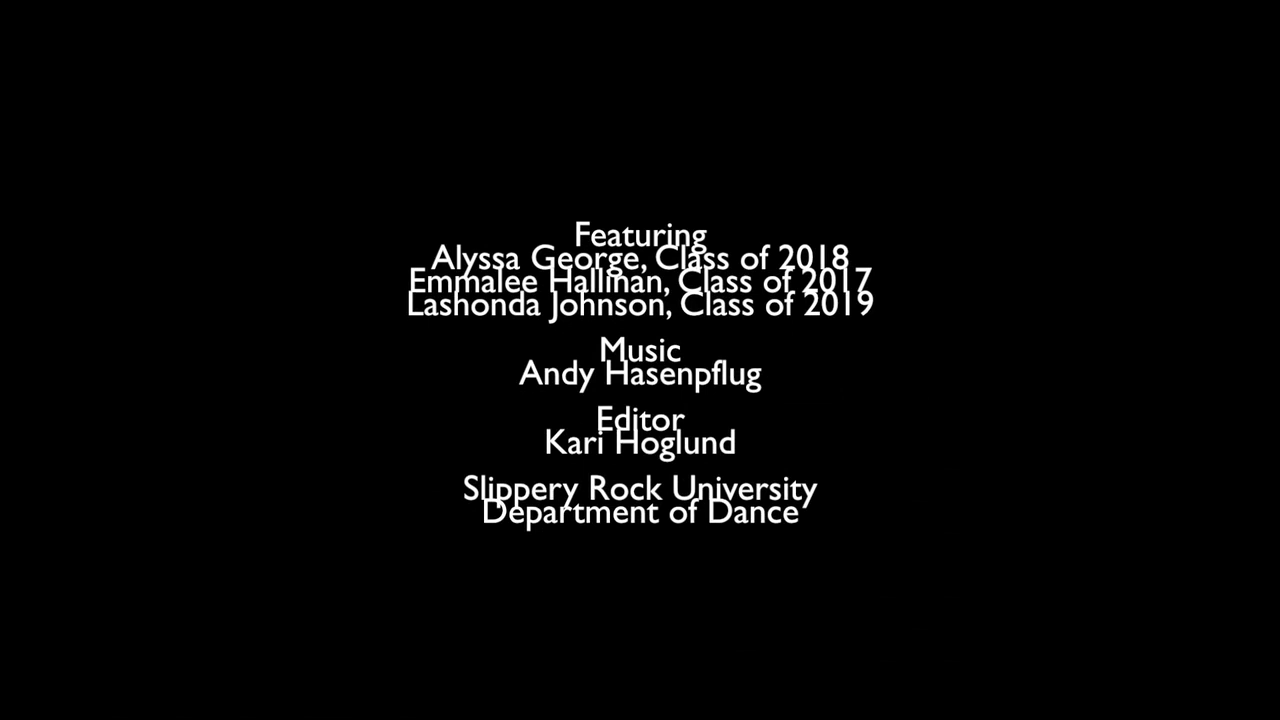 Featuring
Alyssa George, Class of 2018
Emmalee Hallinan, Class of 2017
Lashonda Johnson, Class of 2019
Music
Andy Hasenpflug
Editor
Kari Hoglund
Slippery Rock University
Department of Dance